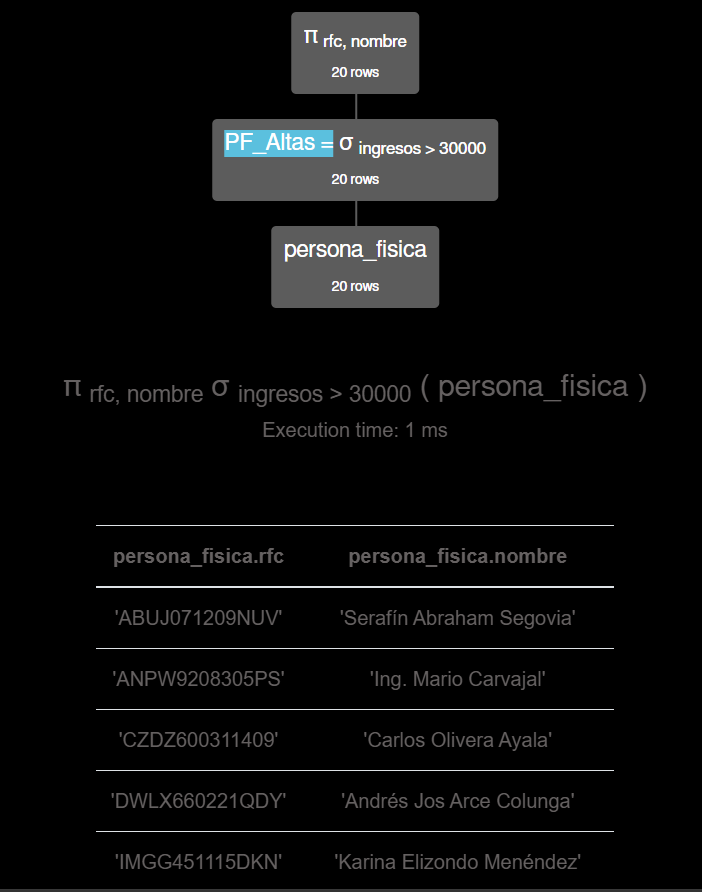 π rfc, nombre
20 rows
PF_Altas = σ ingresos > 30000
20 rows
persona_fisica
20 rows
π rfc, nombre σ ingresos > 30000 ( persona_fisica )
Execution time: 1 ms
persona_fisica.rfc persona_fisica.nombre
'ABUJ071209NUV' 'Serafín Abraham Segovia'
'ANPW9208305PS' 'Ing. Mario Carvajal'
'CZDZ600311409' 'Carlos Olivera Ayala'
'DWLX660221QDY' 'Andrés Jos Arce Colunga'
'IMGG451115DKN' 'Karina Elizondo Menéndez'